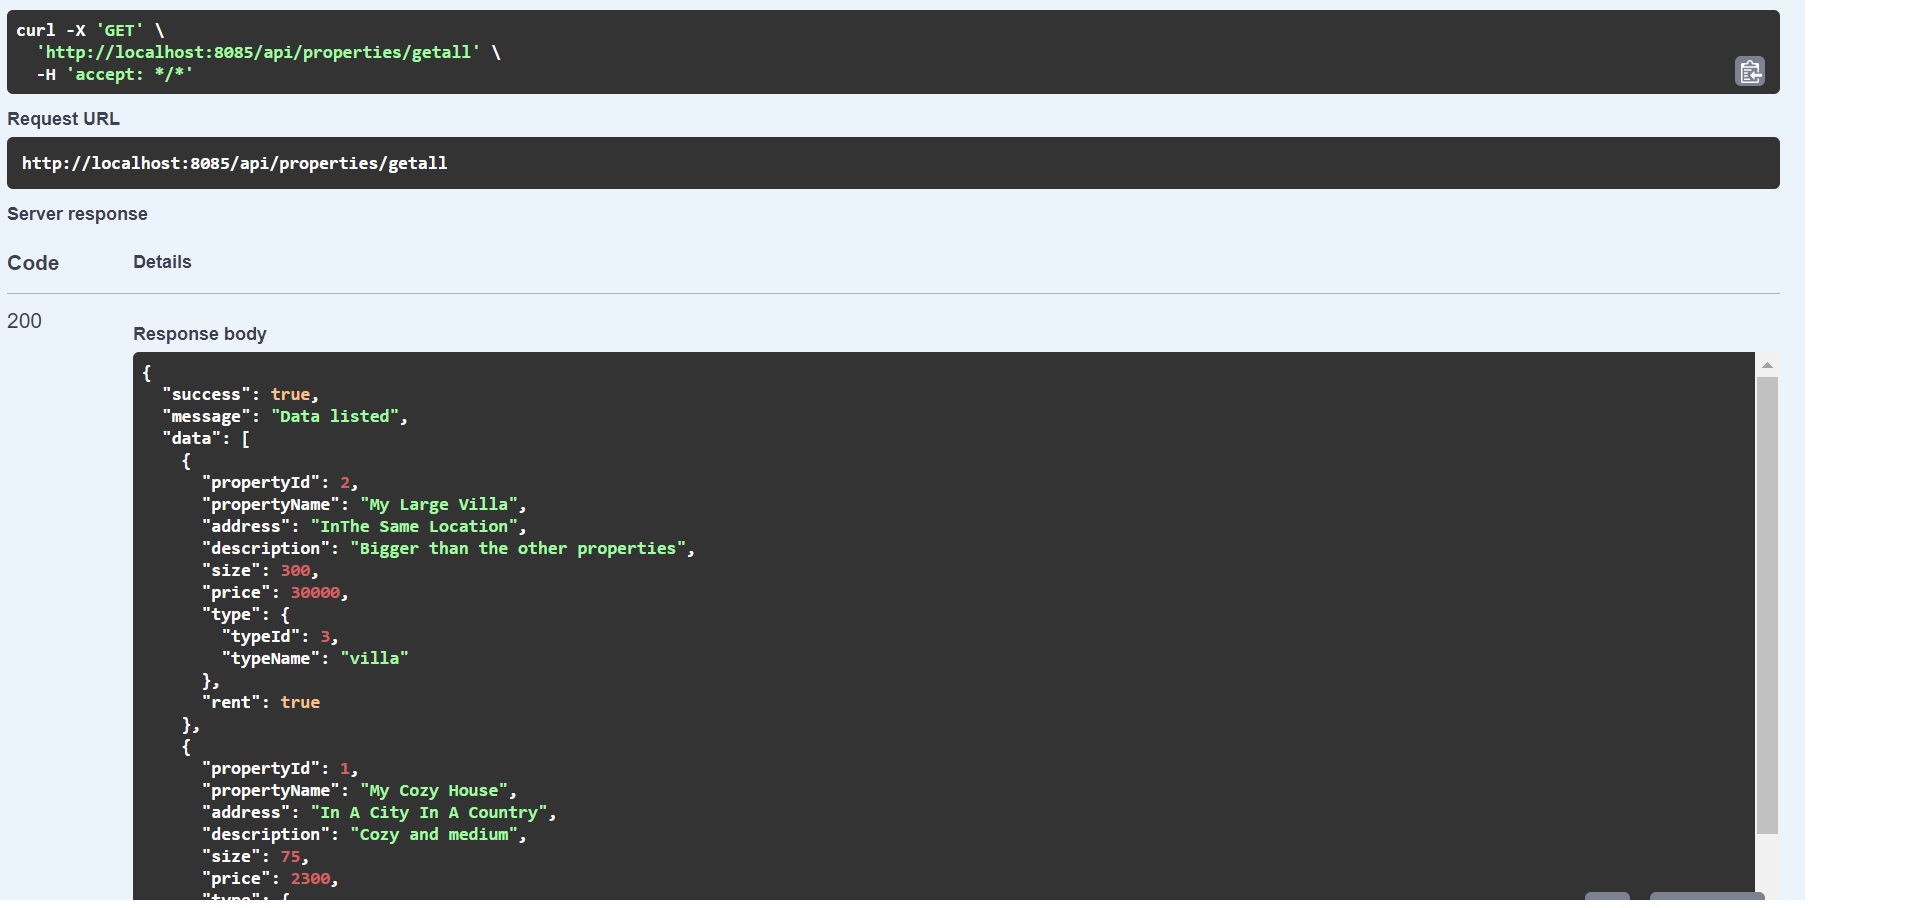 curl -X 'GET' \
  'http://localhost:8085/api/properties/getall' \
  -H 'accept: */*'
Request URL
http://localhost:8085/api/properties/getall
Server response
Code Details
200
Response body
{
  "success": true,
  "message": "Data listed",
  "data": [
    {
      "propertyId": 2,
      "propertyName": "My Large Villa",
      "address": "InThe Same Location",
      "description": "Bigger than the other properties",
      "size": 300,
      "price": 30000,
      "type": {
        "typeId": 3,
        "typeName": "villa"
      },
      "rent": true
    },
    {
      "propertyId": 1,
      "propertyName": "My Cozy House",
      "address": "In A City In A Country",
      "description": "Cozy and medium",
      "size": 75,
      "price": 2300,
      "type": {